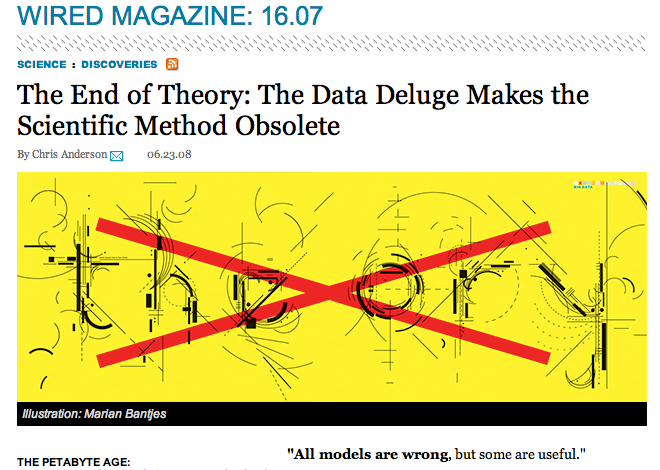 WIRED MAGAZINE: 16.07
SCIENCE : DISCOVERIES
The End of Theory: The Data Deluge Makes the
Scientific Method Obsolete
By Chris Anderson 06.23.08
theory
Illustration: Marian Bantjes
THE PETABYTE AGE:
"All models are wrong, but some are useful."